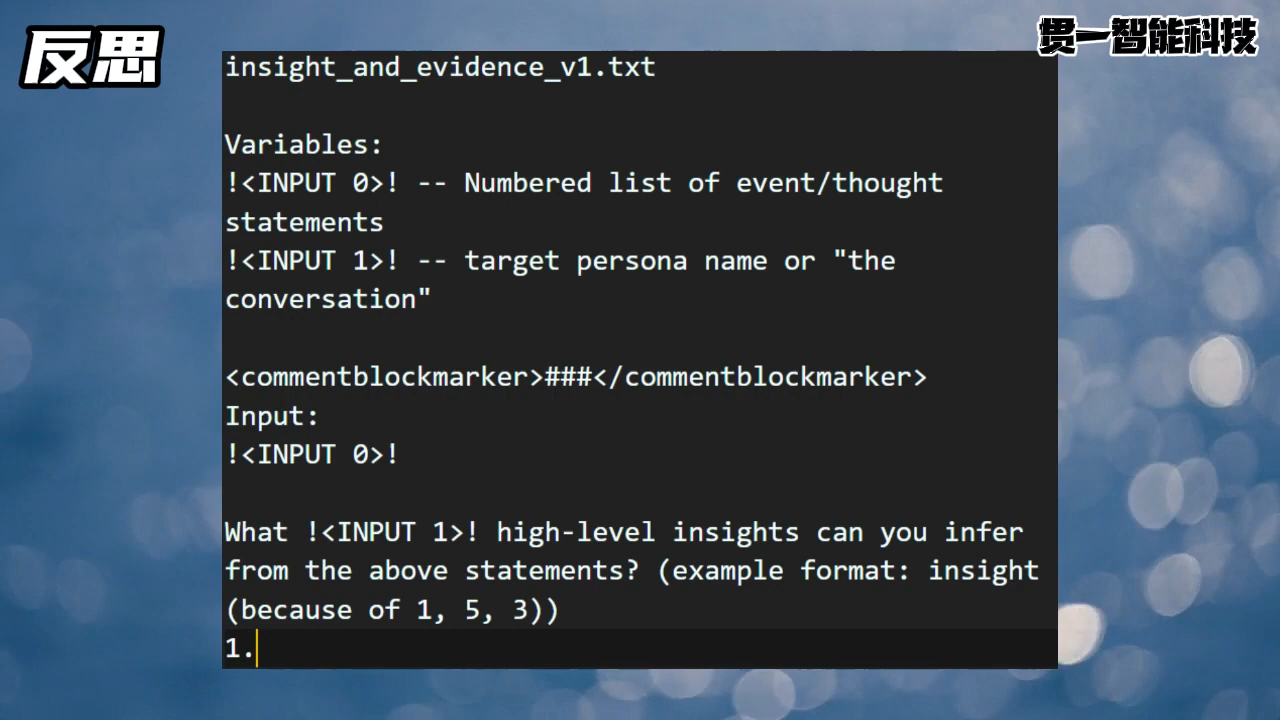 反思
贯一智能科技
insight_and_evidence_v1.txt
Variables:
!<INPUT 0>! -- Numbered list of event/thought
statements
!<INPUT 1>! -- target persona name or "the
conversation"
<commentblockmarker>###</commentblockmarker>
Input:
!<INPUT 0>!
What !<INPUT 1>! high-level insights can you infer
from the above statements? (example format: insight
(because of 1, 5, 3))
1.